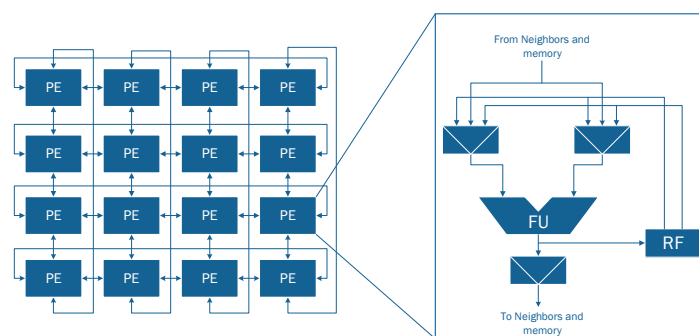 From Neighbors and
memory
PE PE PE PE
PE PE PE PE
PE PE PE PE
PE PE PE PE
FU
RF
To Neighbors and
memory